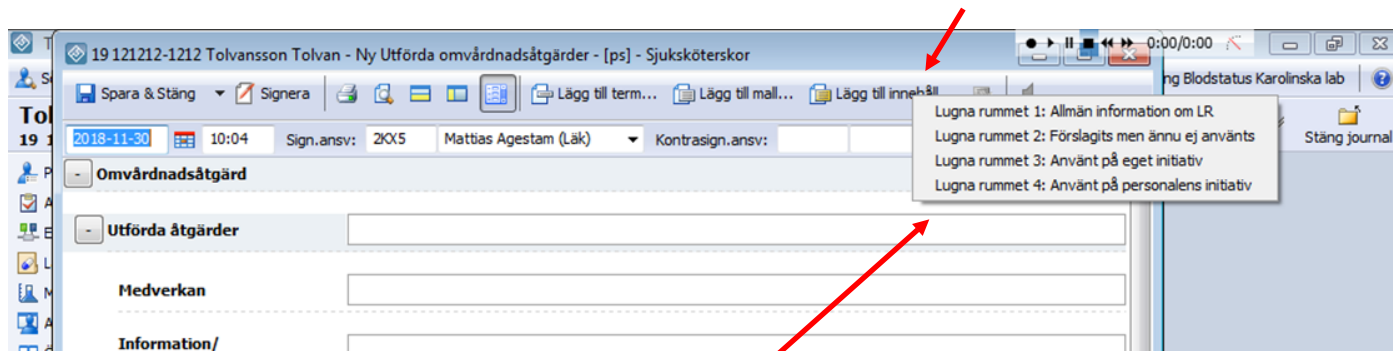 19 121212-1212 Tolvansson Tolvan - Ny Utförda omvårdnadsåtgärder - [ps] - Sjuksköterskor
0:00/0:00
Spara & Stäng Signera Lägg till term... Lägg till mall... Lägg till innehåll
ng Blodstatus Karolinska lab
Lugna rummet 1: Allmän information om LR
Lugna rummet 2: Förslagits men ännu ej använts
Lugna rummet 3: Använt på eget initiativ
Lugna rummet 4: Använt på personalens initiativ
Tol
19 1
2018-11-30 10:04 Sign.ansv: 2KX5 Mattias Agestam (Läk) Kontrasign.ansv:
Stäng journal
Omvårdnadsåtgärd
Utförda åtgärder
Medverkan
Information/